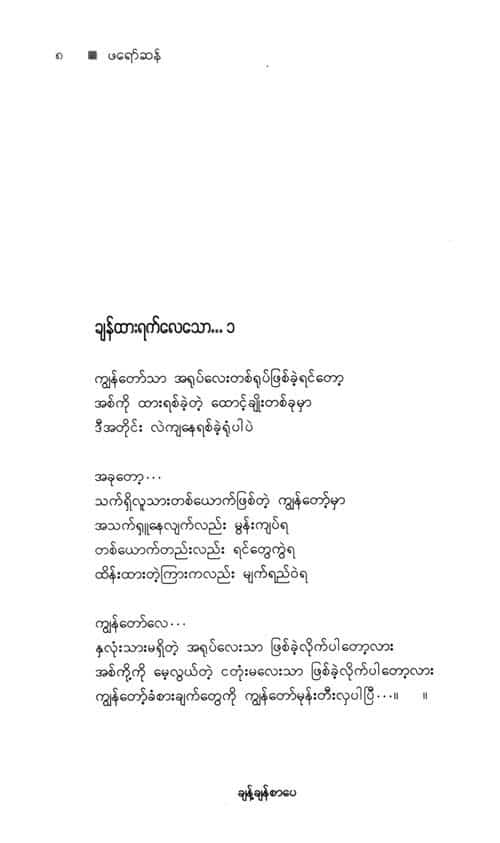 ၈ ■ ဖရော်ဆန်
ချန်ထားရက်လေသော... ၁
ကျွန်တော်သာ အရုပ်လေးတစ်ရုပ်ဖြစ်ခဲ့ရင်တော့
အစ်ကို ထားရစ်ခဲ့တဲ့ ထောင့်ချိုးတစ်ခုမှာ
ဒီအတိုင်း လဲကျနေရစ်ခဲ့ရုံပါပဲ
အခုတော့...
သက်ရှိလူသားတစ်ယောက်ဖြစ်တဲ့ ကျွန်တော့်မှာ
အသက်ရှူနေလျက်လည်း မွန်းကျပ်ရ
တစ်ယောက်တည်းလည်း ရင်တွေကွဲရ
ထိန်းထားတဲ့ကြားကလည်း မျက်ရည်ဝဲရ
ကျွန်တော်လေ...
နှလုံးသားမရှိတဲ့ အရုပ်လေးသာ ဖြစ်ခဲ့လိုက်ပါတော့လား
အစ်ကို့ကို မေ့လွယ်တဲ့ ငတုံးမလေးသာ ဖြစ်ခဲ့လိုက်ပါတော့လား
ကျွန်တော့်ခံစားချက်တွေကို ကျွန်တော်မုန်းတီးလှပါပြီ...။ ။
ချန့်ချန်စာပေ